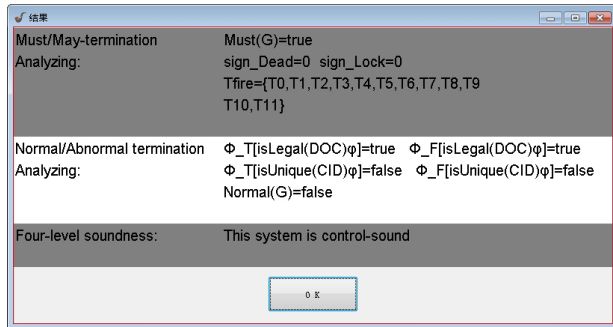 结果
Must/May-termination Must(G)=true
Analyzing: sign_Dead=0 sign_Lock=0
Tfire={T0,T1,T2,T3,T4,T5,T6,T7,T8,T9
T10,T11}
Normal/Abnormal termination Φ_T[isLegal(DOC)φ]=true Φ_F[isLegal(DOC)φ]=true
Analyzing: Φ_T[isUnique(CID)φ]=false Φ_F[isUnique(CID)φ]=false
Normal(G)=false
Four-level soundness: This system is control-sound
OK